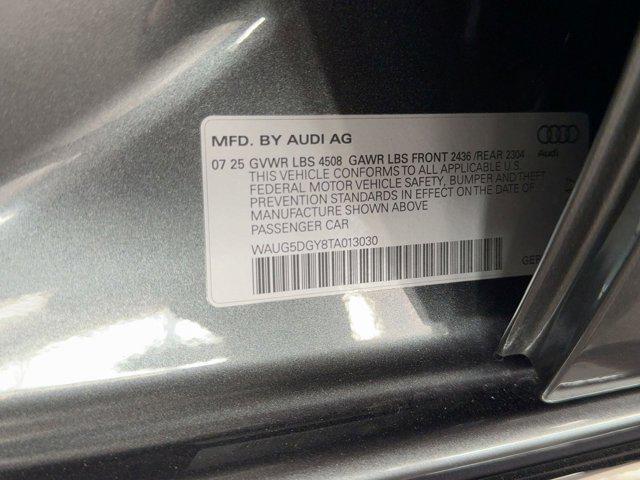 MFD. BY AUDI AG
07 25 GVWR LBS 4508 GAWR LBS FRONT 2436 /REAR 2304
THIS VEHICLE CONFORMS TO ALL APPLICABLE U.S.
FEDERAL MOTOR VEHICLE SAFETY, BUMPER AND THEFT
PREVENTION STANDARDS IN EFFECT ON THE DATE OF
MANUFACTURE SHOWN ABOVE
PASSENGER CAR
WAUG5DGY8TA013030
Audi
GER